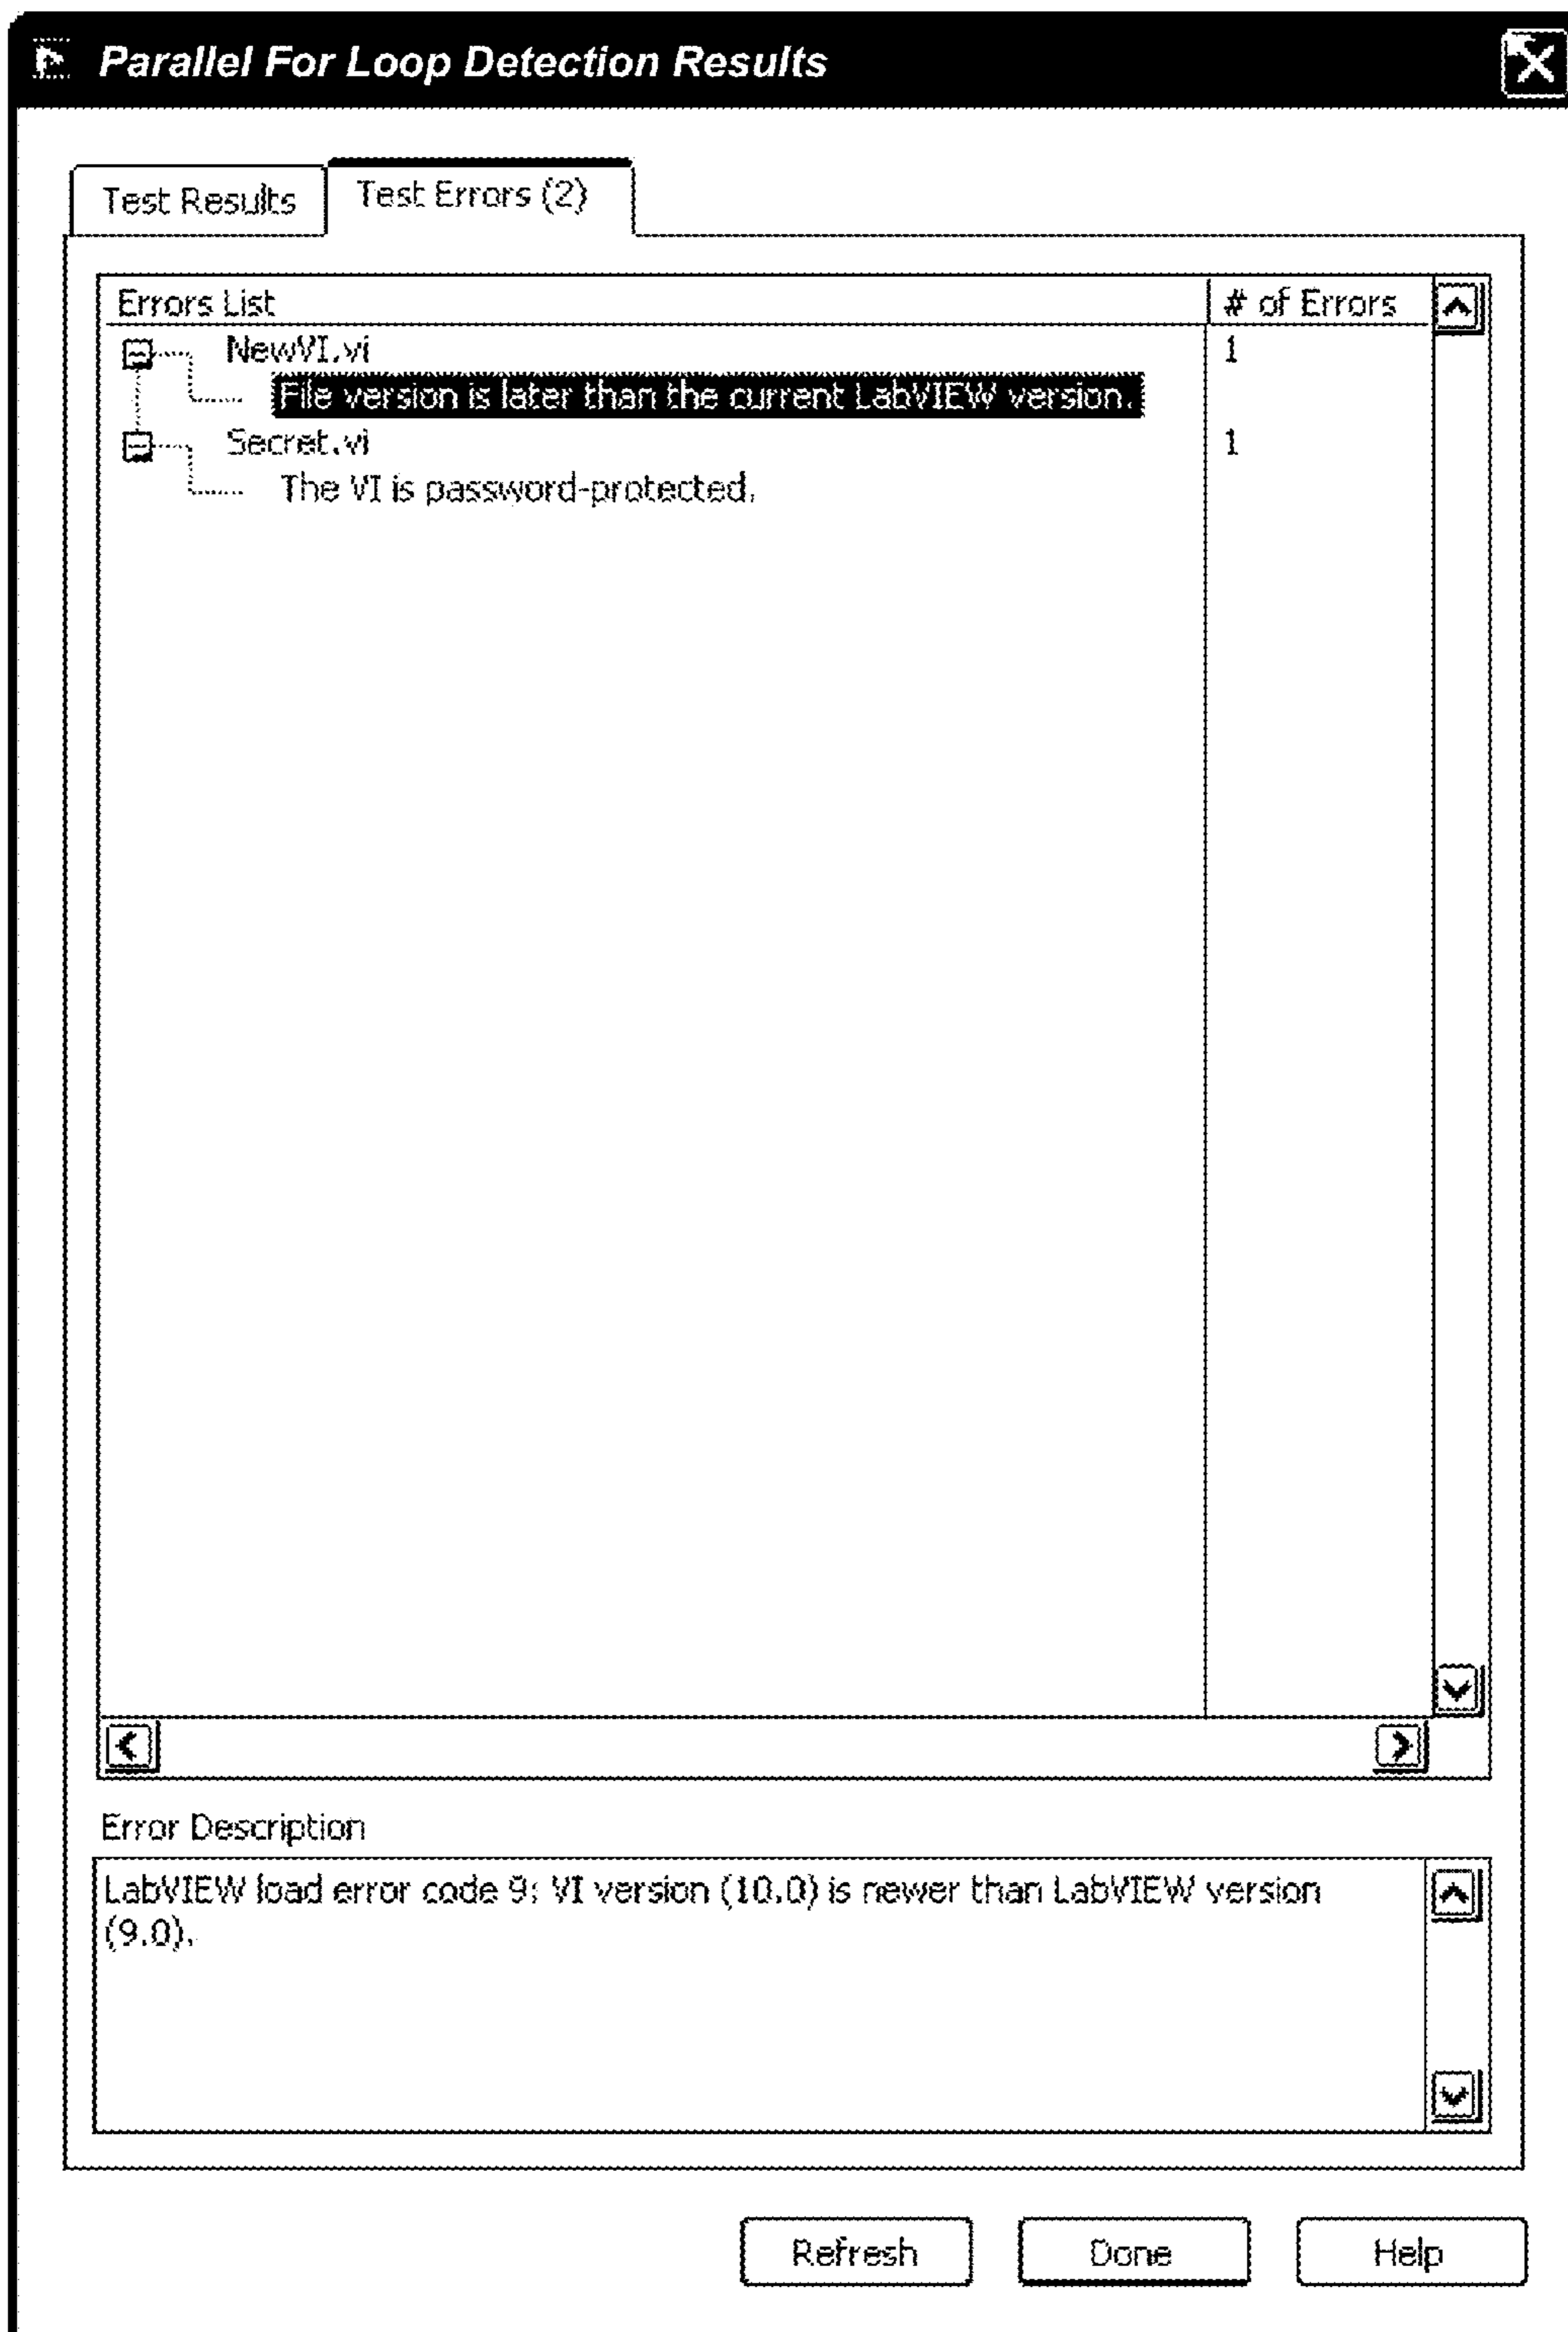 Parallel For Loop Detection Results
Test Results
Test Errors (2)
Errors List
# of Errors
NewVI.vi
1
File version is later than the current LabVIEW version.
Secret.vi
1
The VI is password-protected.
Error Description
LabVIEW load error code 9: VI version (10.0) is newer than LabVIEW version
(9.0).
Refresh
Done
Help